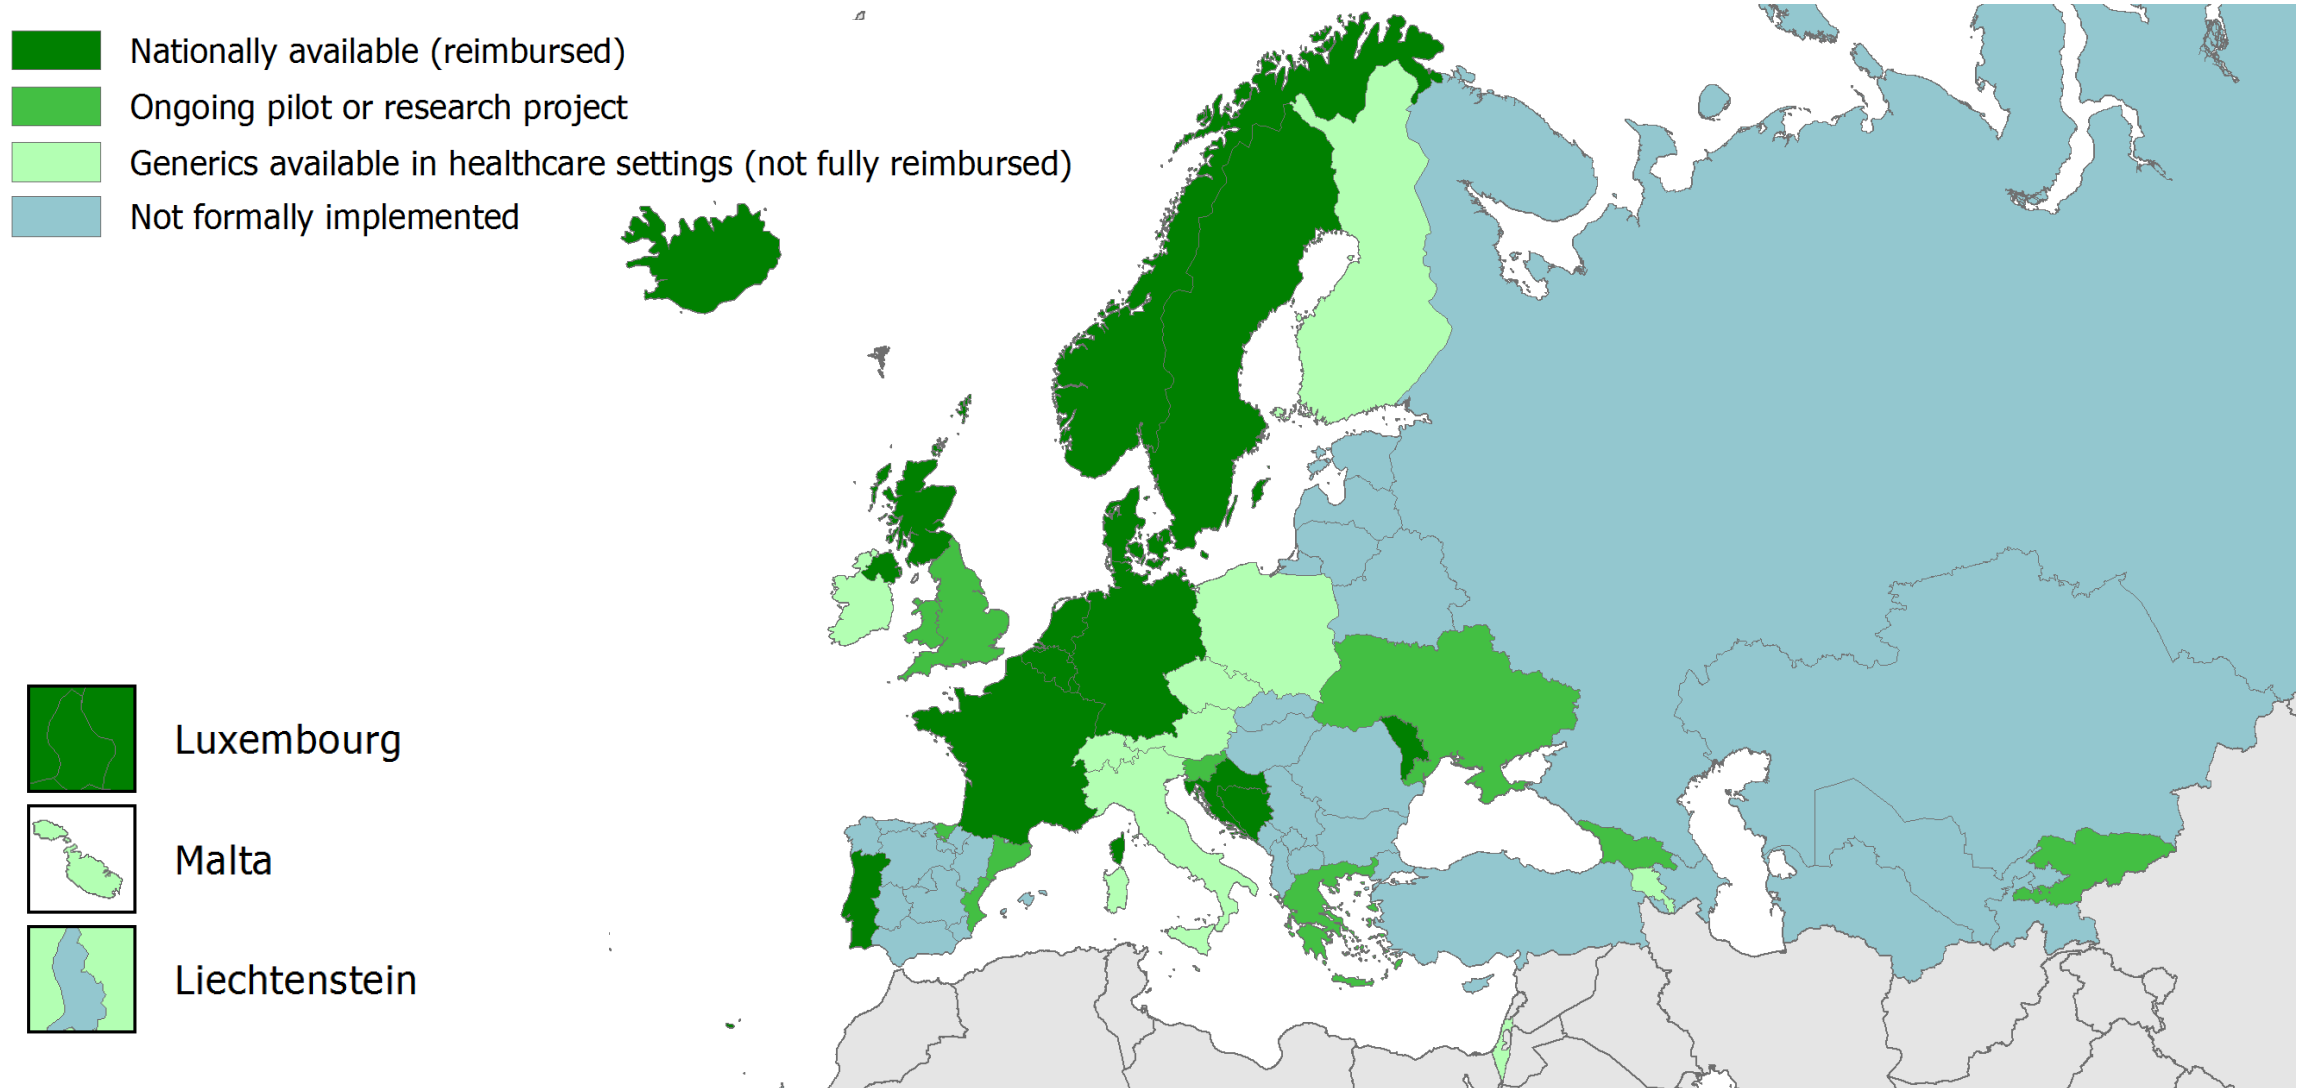 Nationally available (reimbursed)
Ongoing pilot or research project
Generics available in healthcare settings (not fully reimbursed)
Not formally implemented
Luxembourg
Malta
Liechtenstein